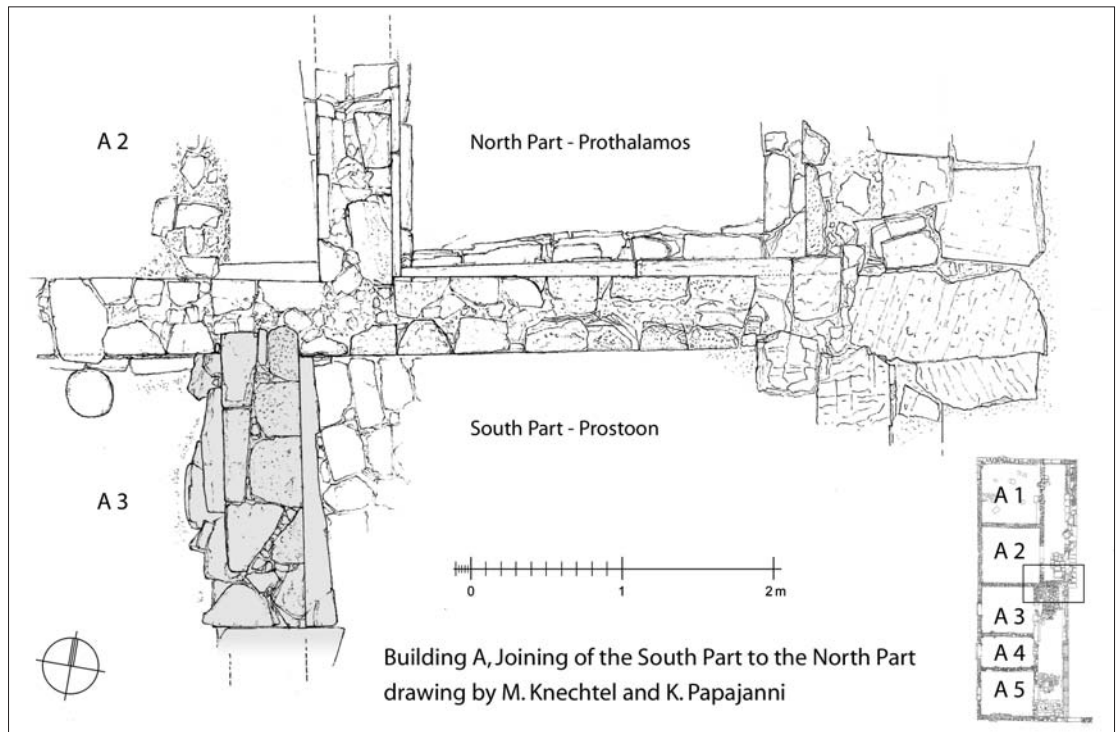 A 2
North Part - Prothalamos
South Part - Prostoon
A 3
0 1 2 m
Building A, Joining of the South Part to the North Part
drawing by M. Knechtel and K. Papajanni
A 1
A 2
A 3
A 4
A 5